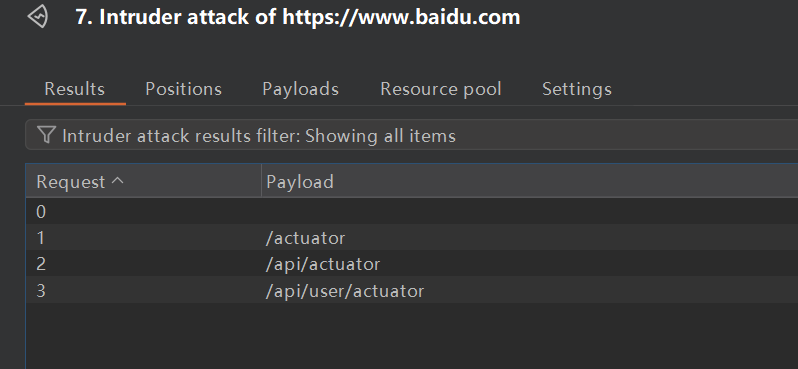 7. Intruder attack of https://www.baidu.com
Results Positions Payloads Resource pool Settings
Intruder attack results filter: Showing all items
Request Payload
0
1 /actuator
2 /api/actuator
3 /api/user/actuator